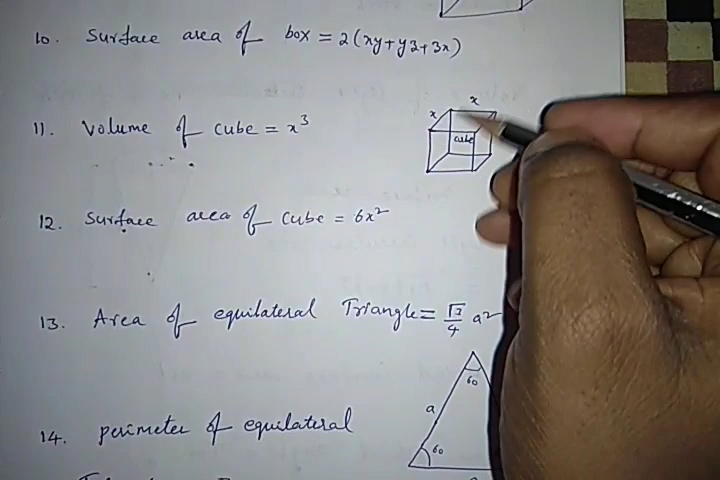 10. Surface area of box = 2(xy+yz+zx)
x
x
11. Volume of cube = x³
cube
12. Surface area of cube = 6x²
13. Area of equilateral Triangle = √3/4 a²
60
a
14. perimeter of equilateral
60